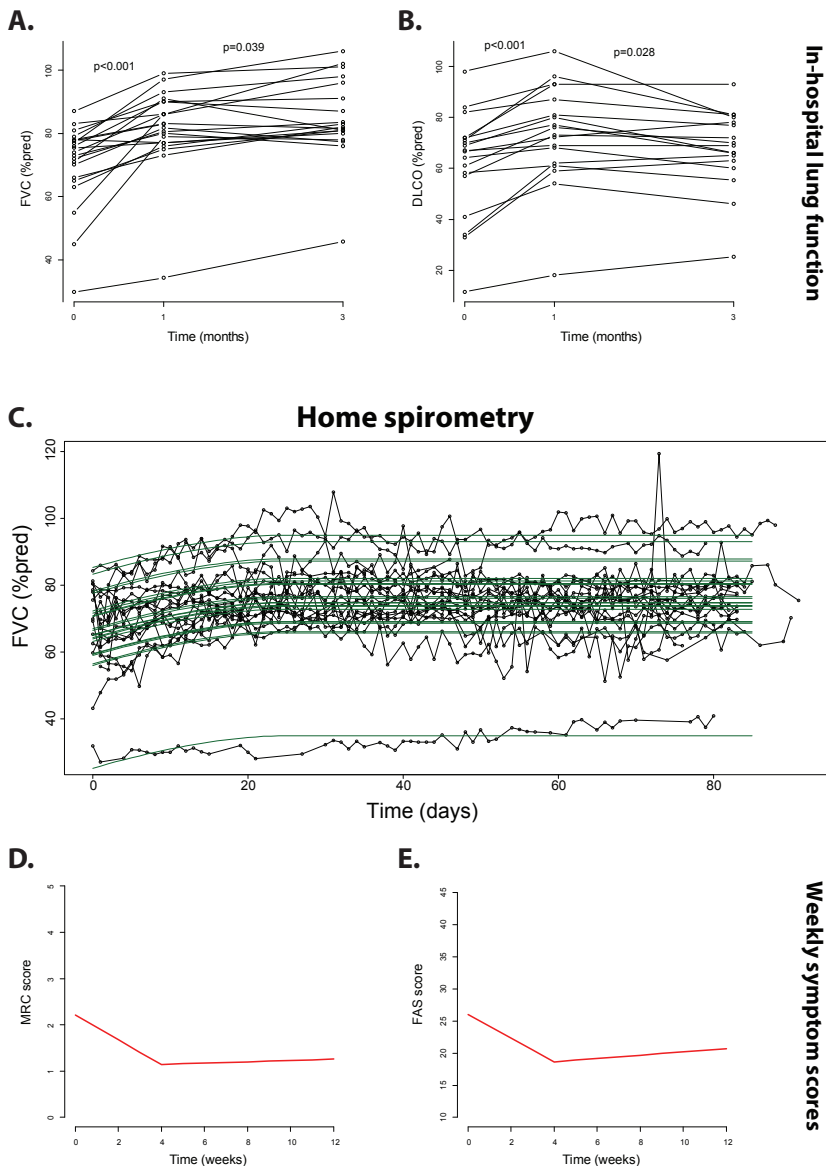 A.
B.
p<0.001
p=0.039
p<0.001
p=0.028
FVC (%pred)
40 60 80 100
0 1 3
Time (months)
DLCO (%pred)
20 40 60 80 100
0 1 3
Time (months)
In-hospital lung function
C.
Home spirometry
FVC (%pred)
40 60 80 100 120
0 20 40 60 80
Time (days)
D.
E.
MRC score
0 1 2 3 4 5
0 2 4 6 8 10 12
Time (weeks)
FAS score
10 15 20 25 30 35 40 45
0 2 4 6 8 10 12
Time (weeks)
Weekly symptom scores